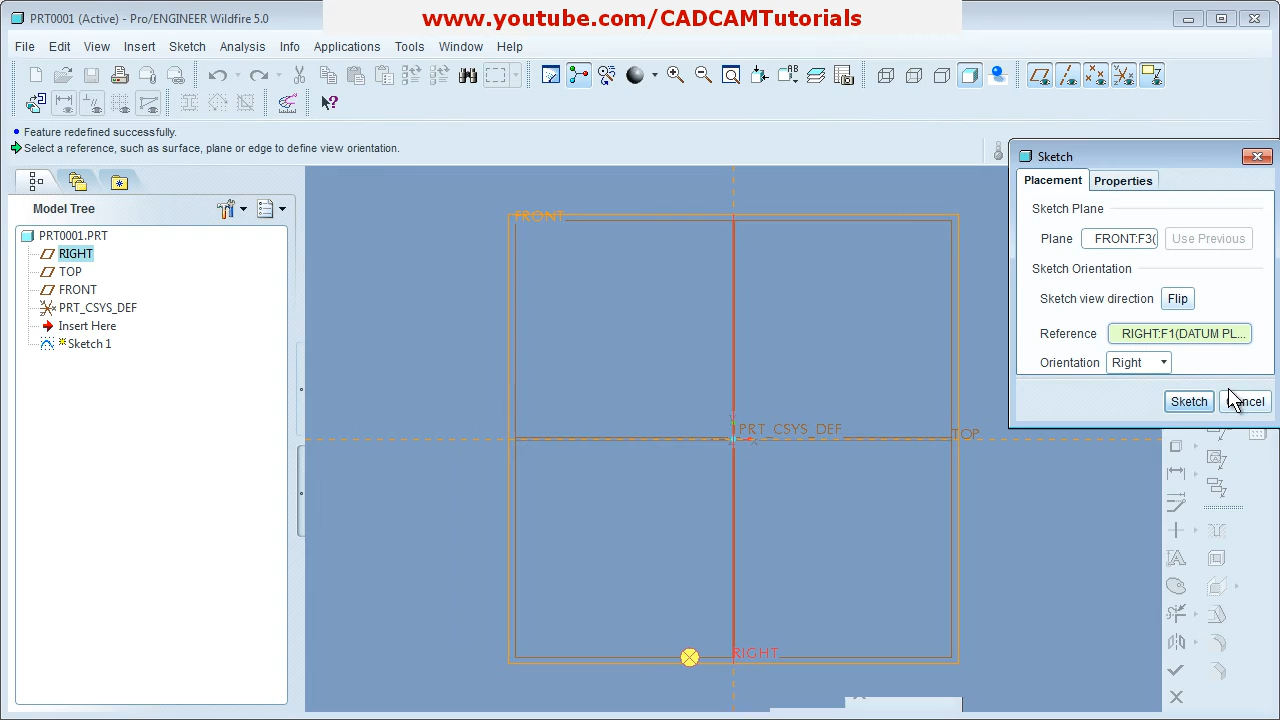 PRT0001 (Active) - Pro/ENGINEER Wildfire 5.0
www.youtube.com/CADCAMTutorials
File Edit View Insert Sketch Analysis Info Applications Tools Window Help
Feature redefined successfully.
Select a reference, such as surface, plane or edge to define view orientation.
Model Tree
PRT0001.PRT
RIGHT
TOP
FRONT
PRT_CSYS_DEF
Insert Here
Sketch 1
FRONT
PRT_CSYS_DEF
TOP
RIGHT
Sketch
Placement Properties
Sketch Plane
Plane FRONT:F3( Use Previous
Sketch Orientation
Sketch view direction Flip
Reference RIGHT:F1(DATUM PL...
Orientation Right
Sketch